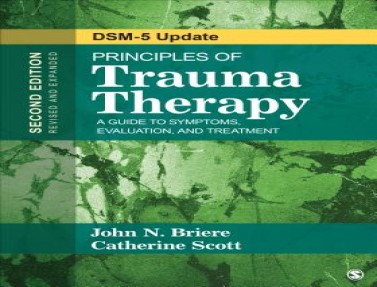 DSM-5 Update
SECOND EDITION
REVISED AND EXPANDED
PRINCIPLES OF
Trauma
Therapy
A GUIDE TO SYMPTOMS,
EVALUATION, AND TREATMENT
John N. Briere
Catherine Scott